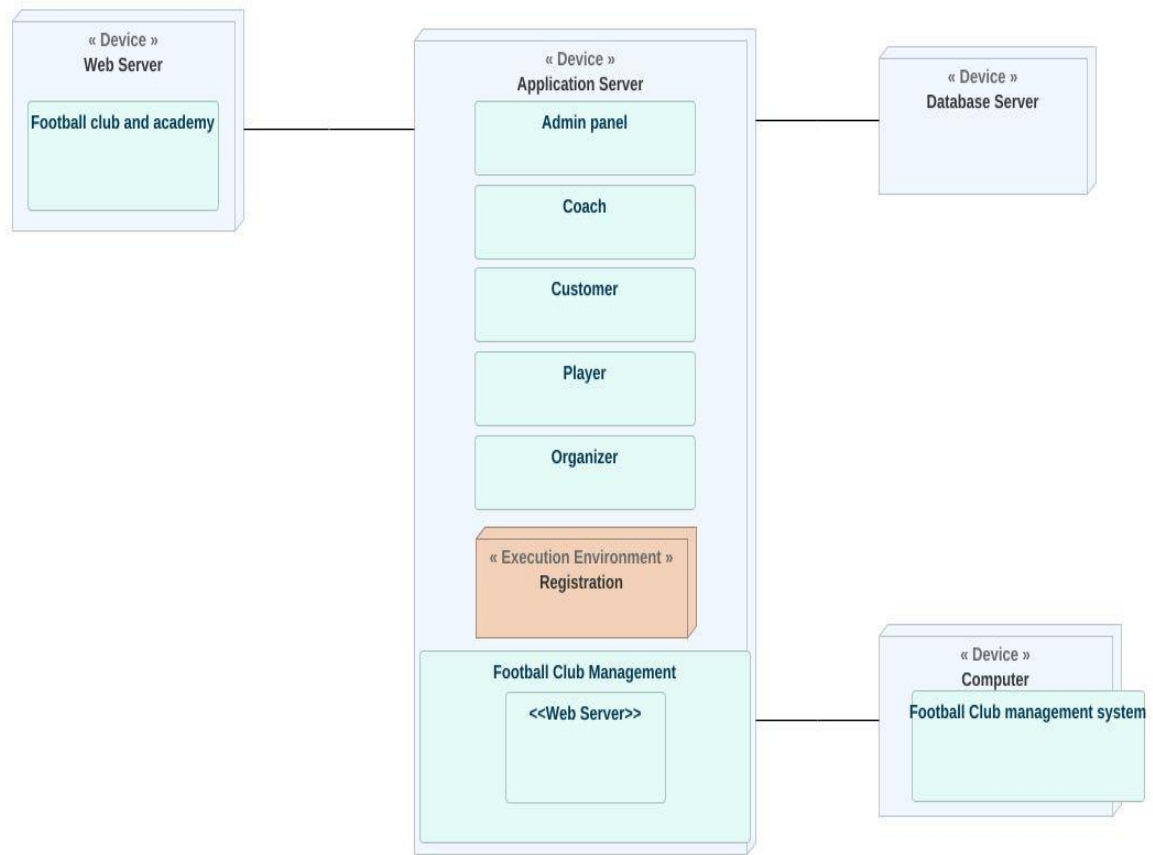 « Device »
Web Server
Football club and academy
« Device »
Application Server
Admin panel
Coach
Customer
Player
Organizer
« Execution Environment »
Registration
Football Club Management
<<Web Server>>
« Device »
Database Server
« Device »
Computer
Football Club management system